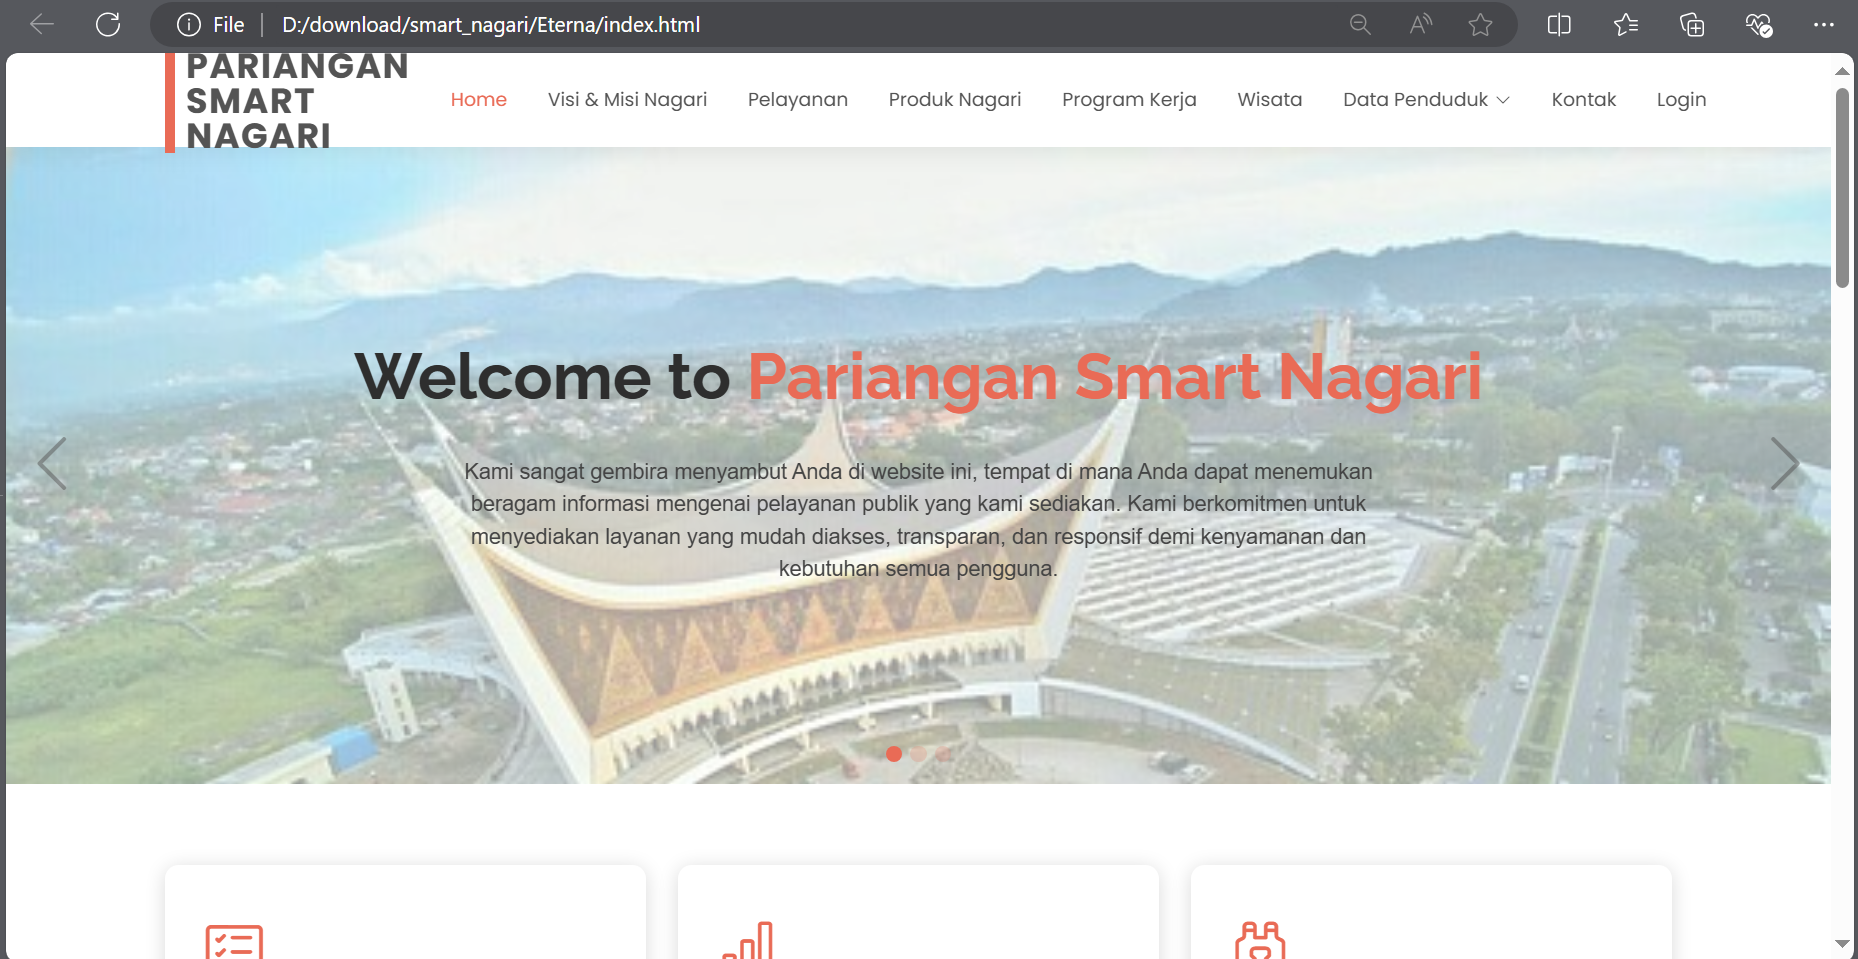 File
D:/download/smart_nagari/Eterna/index.html
PARIANGAN
SMART
NAGARI
Home Visi & Misi Nagari Pelayanan Produk Nagari Program Kerja Wisata Data Penduduk Kontak Login
Welcome to Pariangan Smart Nagari
Kami sangat gembira menyambut Anda di website ini, tempat di mana Anda dapat menemukan
beragam informasi mengenai pelayanan publik yang kami sediakan. Kami berkomitmen untuk
menyediakan layanan yang mudah diakses, transparan, dan responsif demi kenyamanan dan
kebutuhan semua pengguna.